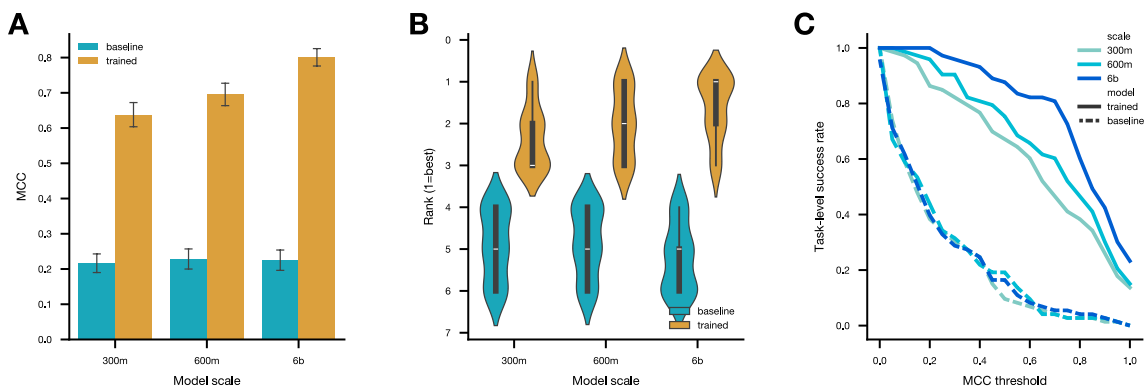 A
baseline
trained
0.8
0.7
0.6
0.5
0.4
0.3
0.2
0.1
0.0
MCC
300m
600m
6b
Model scale
B
0
1
2
3
4
5
6
7
Rank (1=best)
baseline
trained
300m
600m
6b
Model scale
C
scale
300m
600m
6b
model
trained
baseline
1.0
0.8
0.6
0.4
0.2
0.0
Task-level success rate
0.0
0.2
0.4
0.6
0.8
1.0
MCC threshold